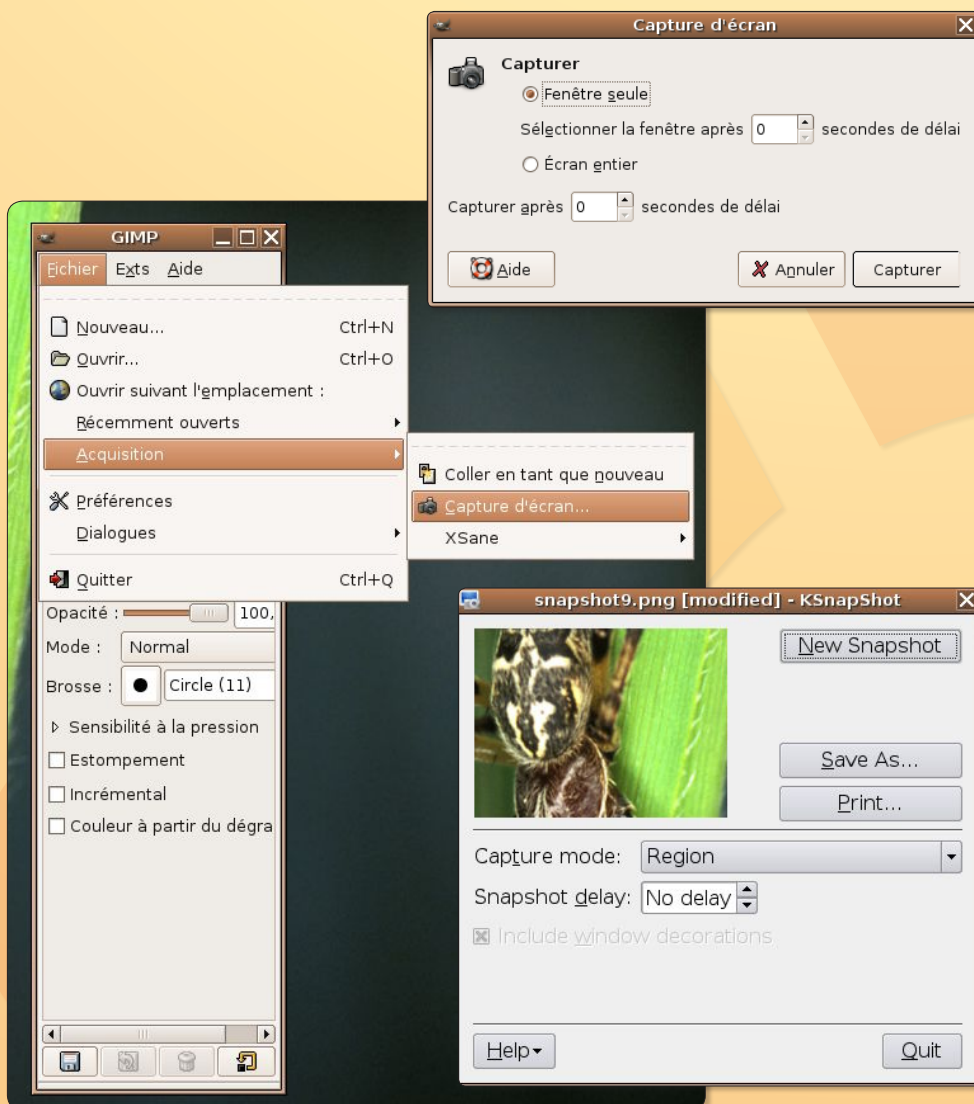 Capture d'écran
Capturer
Fenêtre seule
Sélectionner la fenêtre après 0 secondes de délai
Écran entier
Capturer après 0 secondes de délai
Aide
Annuler
Capturer
GIMP
Fichier Exts Aide
Nouveau... Ctrl+N
Ouvrir... Ctrl+O
Ouvrir suivant l'emplacement :
Récemment ouverts
Acquisition
Préférences
Dialogues
Quitter Ctrl+Q
Coller en tant que nouveau
Capture d'écran...
XSane
Opacité : 100,
Mode : Normal
Brosse : Circle (11)
Sensibilité à la pression
Estompement
Incrémental
Couleur à partir du dégra
snapshot9.png [modified] - KSnapShot
New Snapshot
Save As...
Print...
Capture mode: Region
Snapshot delay: No delay
Include window decorations
Help
Quit